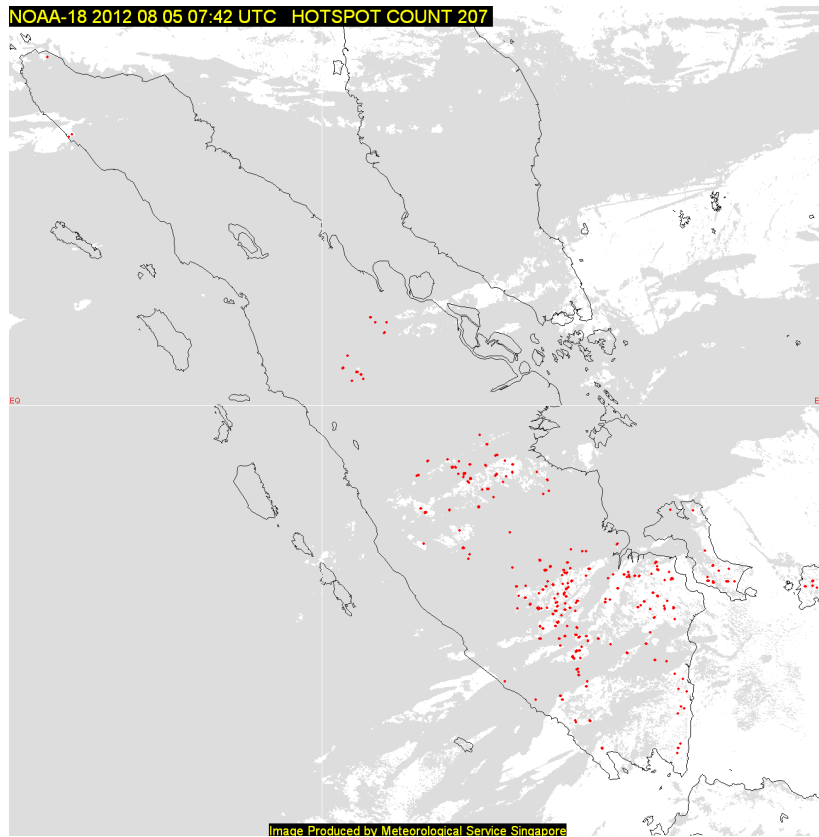 NOAA-18 2012 08 05 07:42 UTC HOTSPOT COUNT 207
EQ
E
Image Produced by Meteorological Service Singapore